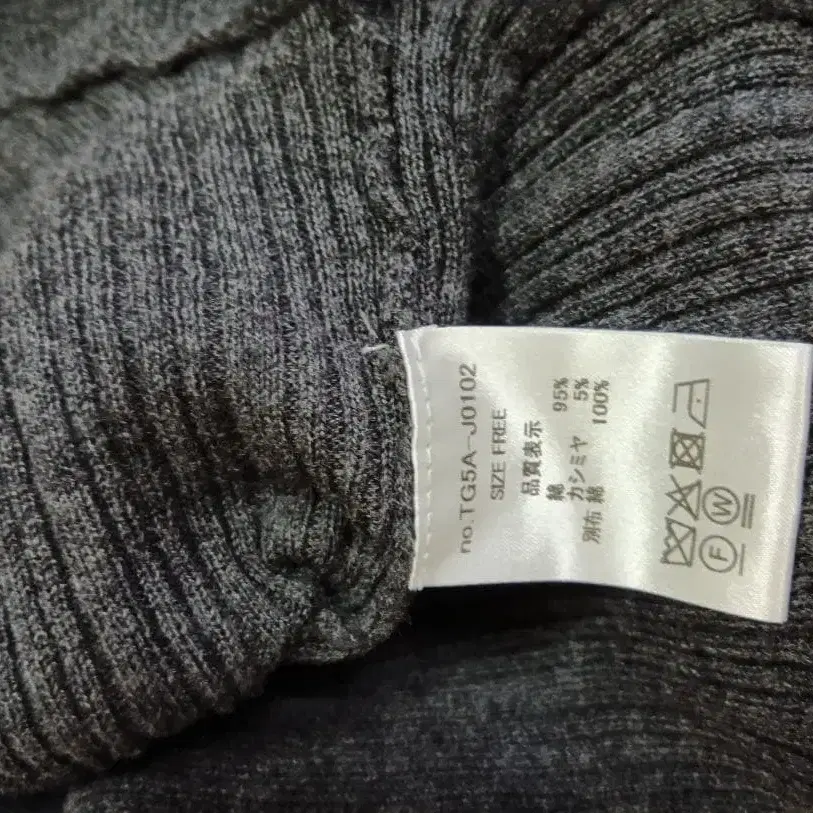 no.TG5A-J0102
SIZE FREE
品質表示
綿 95%
カシミヤ 5%
別布 綿 100%
F W